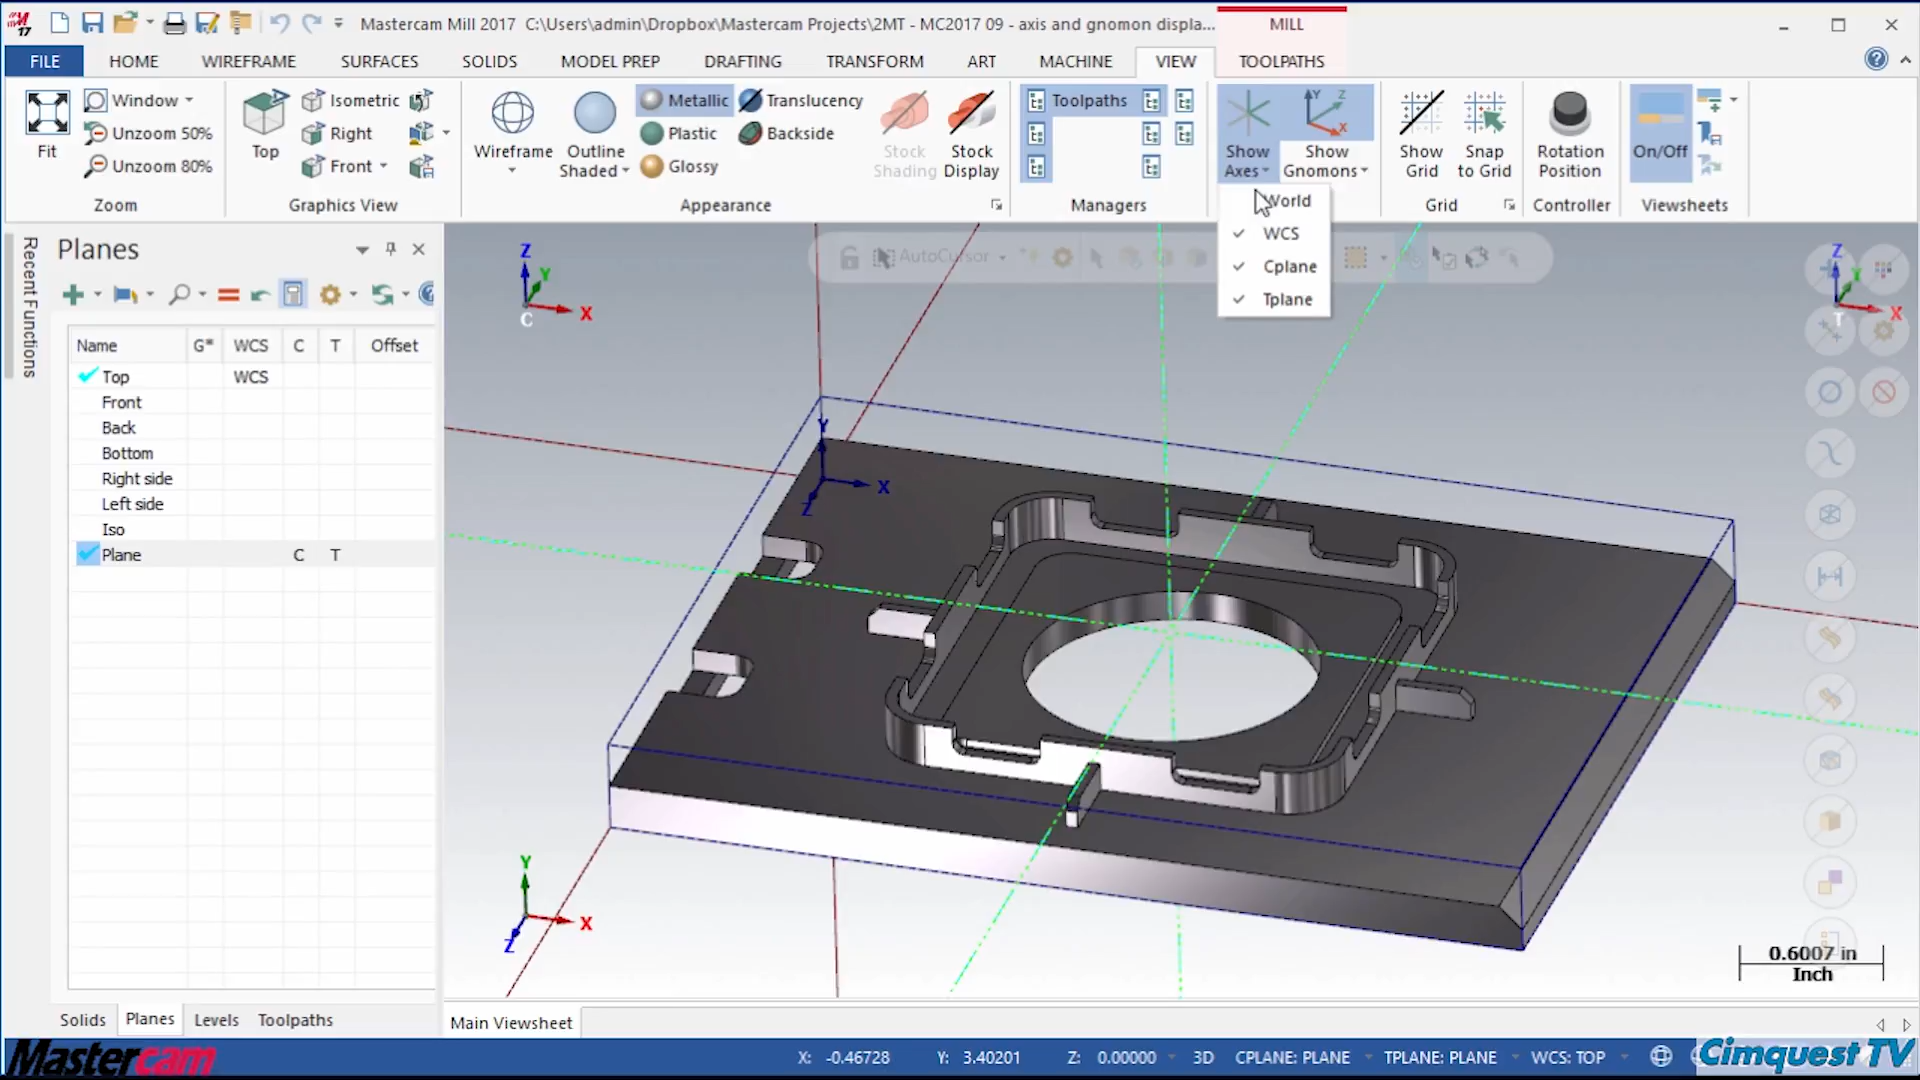 17
Mastercam Mill 2017 C:\Users\admin\Dropbox\Mastercam Projects\2MT - MC2017 09 - axis and gnomon displa...
MILL
FILE HOME WIREFRAME SURFACES SOLIDS MODEL PREP DRAFTING TRANSFORM ART MACHINE VIEW TOOLPATHS
Fit
Window
Unzoom 50%
Unzoom 80%
Zoom
Top
Isometric
Right
Front
Graphics View
Wireframe
Outline
Shaded
Metallic
Plastic
Glossy
Translucency
Backside
Stock
Shading
Stock
Display
Appearance
Toolpaths
Managers
Show
Axes
Y Z
X
Show
Gnomons
World
WCS
Cplane
Tplane
Show
Grid
Snap
to Grid
Grid
Rotation
Position
Controller
On/Off
Viewsheets
Recent Functions
Planes
Name G* WCS C T Offset
Top WCS
Front
Back
Bottom
Right side
Left side
Iso
Plane C T
AutoCursor
Z
Y
X
C
Z
Y
X
T
Y
X
Z
Y
X
Z
0.6007 in
Inch
Solids Planes Levels Toolpaths
Main Viewsheet
Mastercam
X: -0.46728 Y: 3.40201 Z: 0.00000 3D CPLANE: PLANE TPLANE: PLANE WCS: TOP
Cimquest TV